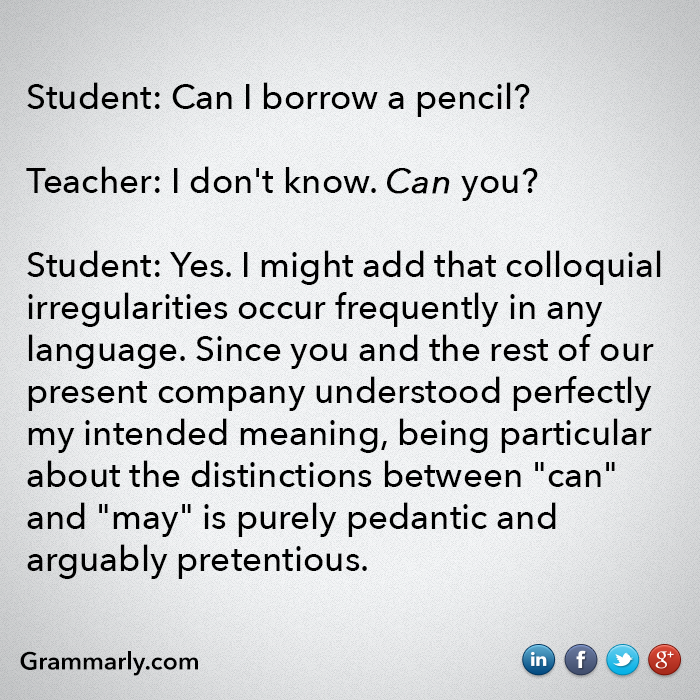 Student: Can I borrow a pencil?
Teacher: I don't know. Can you?
Student: Yes. I might add that colloquial
irregularities occur frequently in any
language. Since you and the rest of our
present company understood perfectly
my intended meaning, being particular
about the distinctions between "can"
and "may" is purely pedantic and
arguably pretentious.
Grammarly.com
in f g+